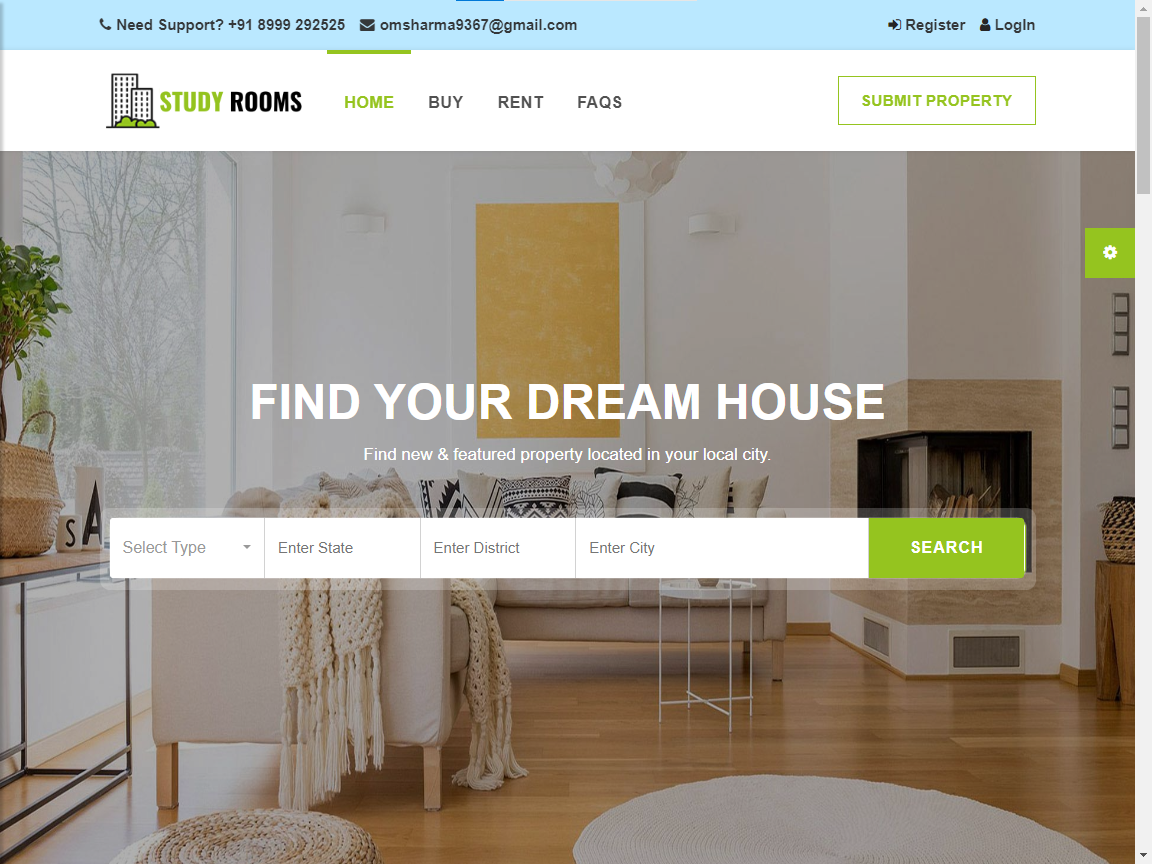 Need Support? +91 8999 292525 omsharma9367@gmail.com Register LogIn
STUDY ROOMS HOME BUY RENT FAQS SUBMIT PROPERTY
FIND YOUR DREAM HOUSE
Find new & featured property located in your local city.
S A
Select Type Enter State Enter District Enter City SEARCH